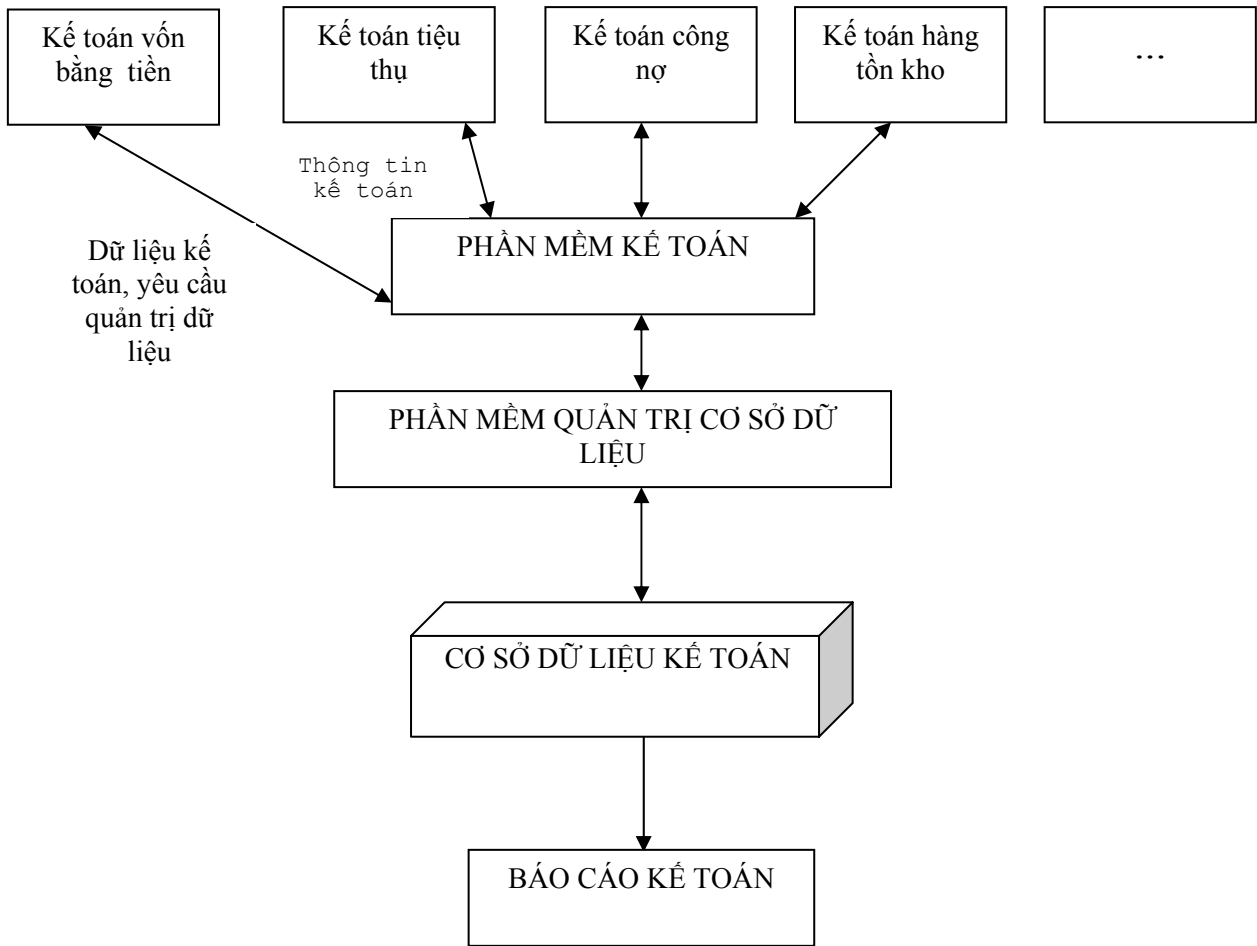 Kế toán vốn
bằng tiền
Kế toán tiệu
thụ
Kế toán công
nợ
Kế toán hàng
tồn kho
...
Thông tin
kế toán
Dữ liệu kế
toán, yêu cầu
quản trị dữ
liệu
PHẦN MỀM KẾ TOÁN
PHẦN MỀM QUẢN TRỊ CƠ SỞ DỮ
LIỆU
CƠ SỞ DỮ LIỆU KẾ TOÁN
BÁO CÁO KẾ TOÁN